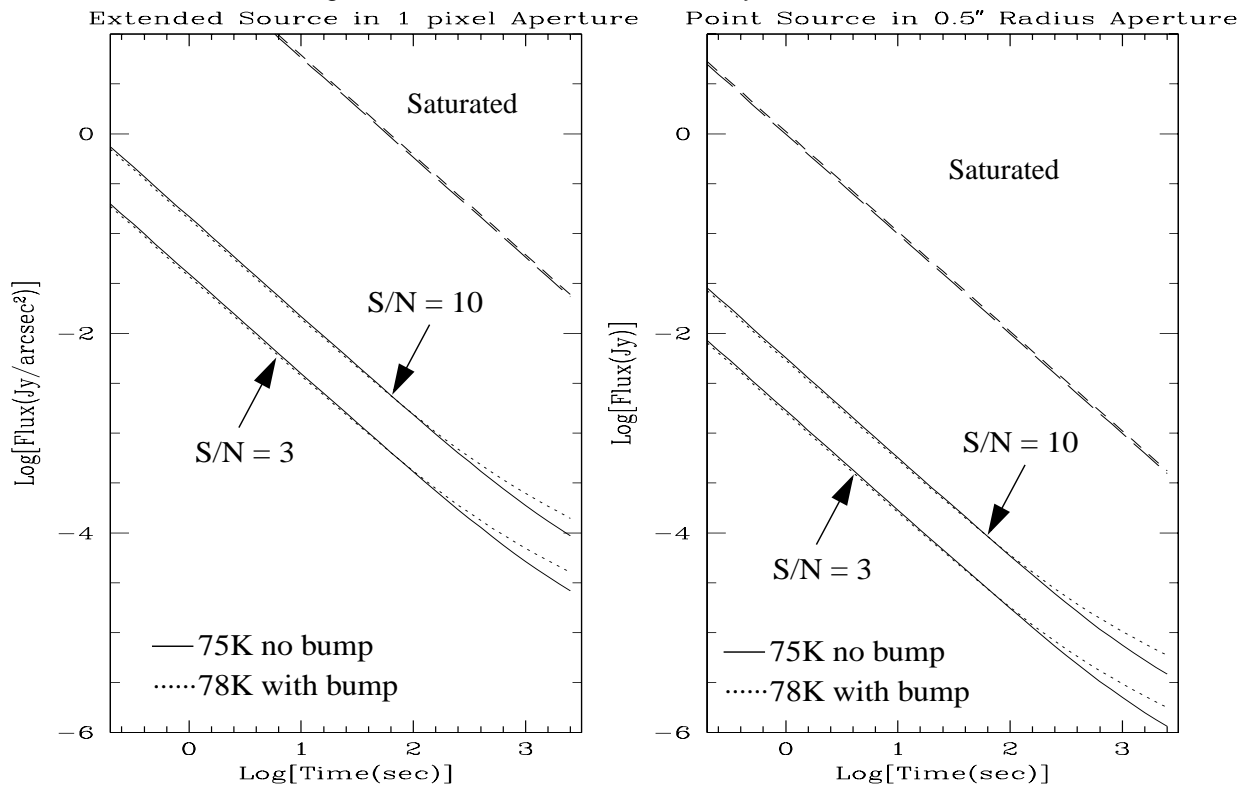 Extended Source in 1 pixel Aperture
Log[Flux(Jy/arcsec²)]
0
−2
−4
−6
Saturated
S/N = 10
S/N = 3
75K no bump
78K with bump
0 1 2 3
Log[Time(sec)]
Point Source in 0.5″ Radius Aperture
Log[Flux(Jy)]
0
−2
−4
−6
Saturated
S/N = 10
S/N = 3
75K no bump
78K with bump
0 1 2 3
Log[Time(sec)]